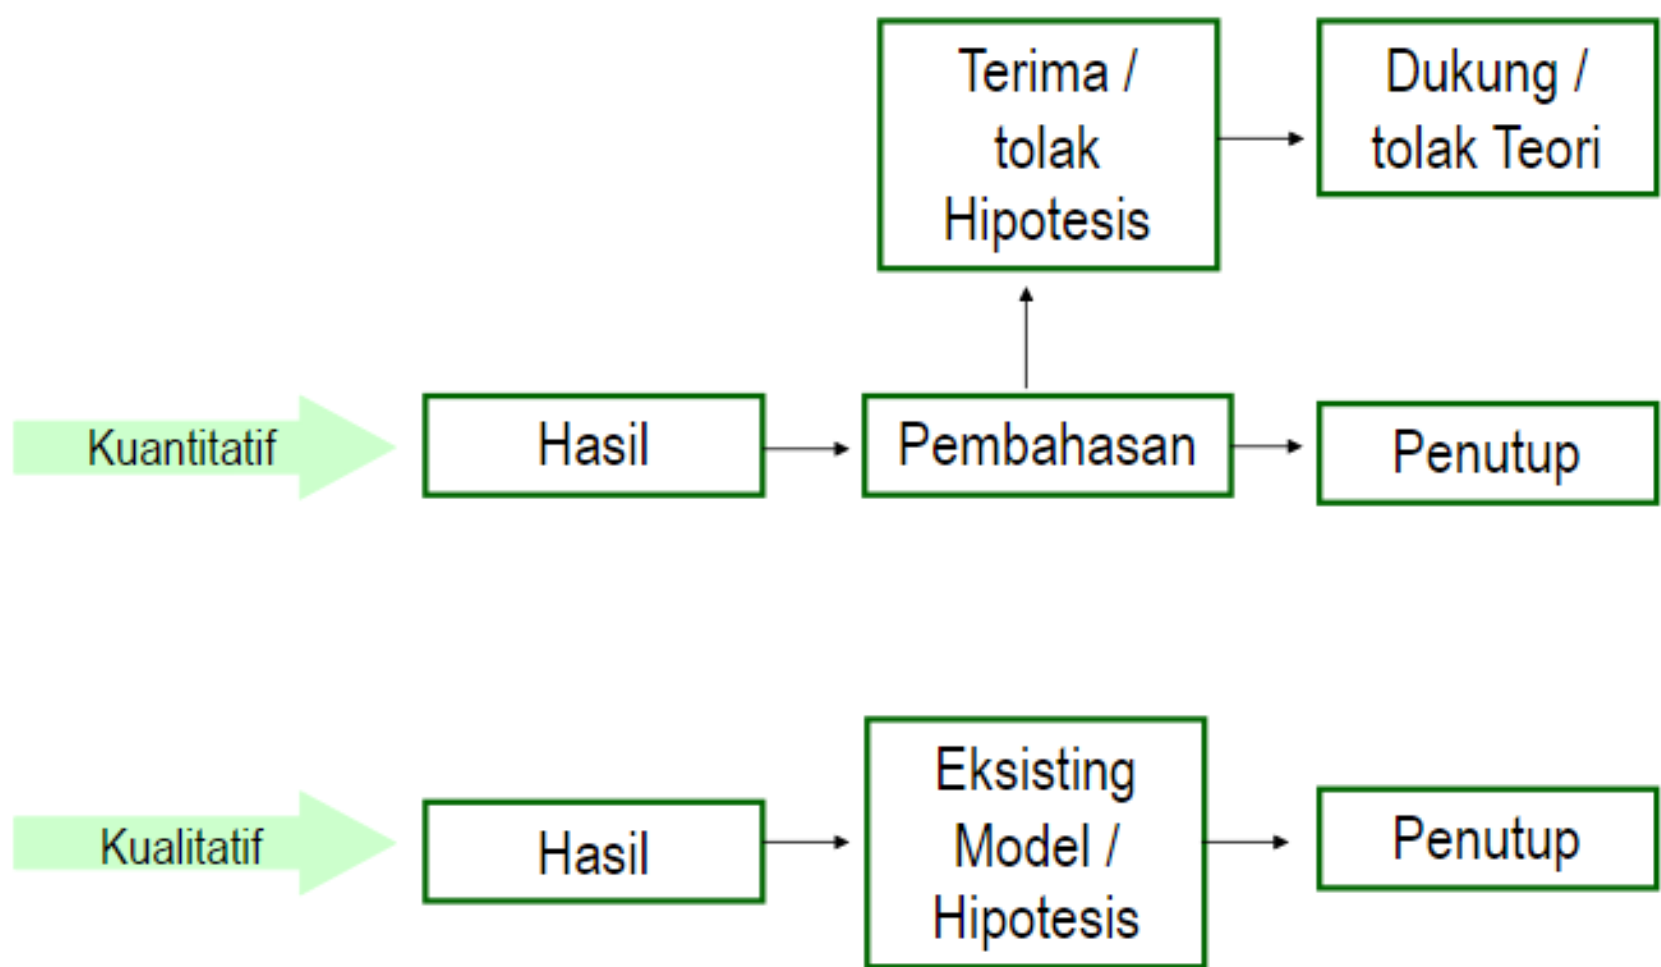 Terima /
tolak
Hipotesis
Dukung /
tolak Teori
Kuantitatif
Hasil
Pembahasan
Penutup
Kualitatif
Hasil
Eksisting
Model /
Hipotesis
Penutup